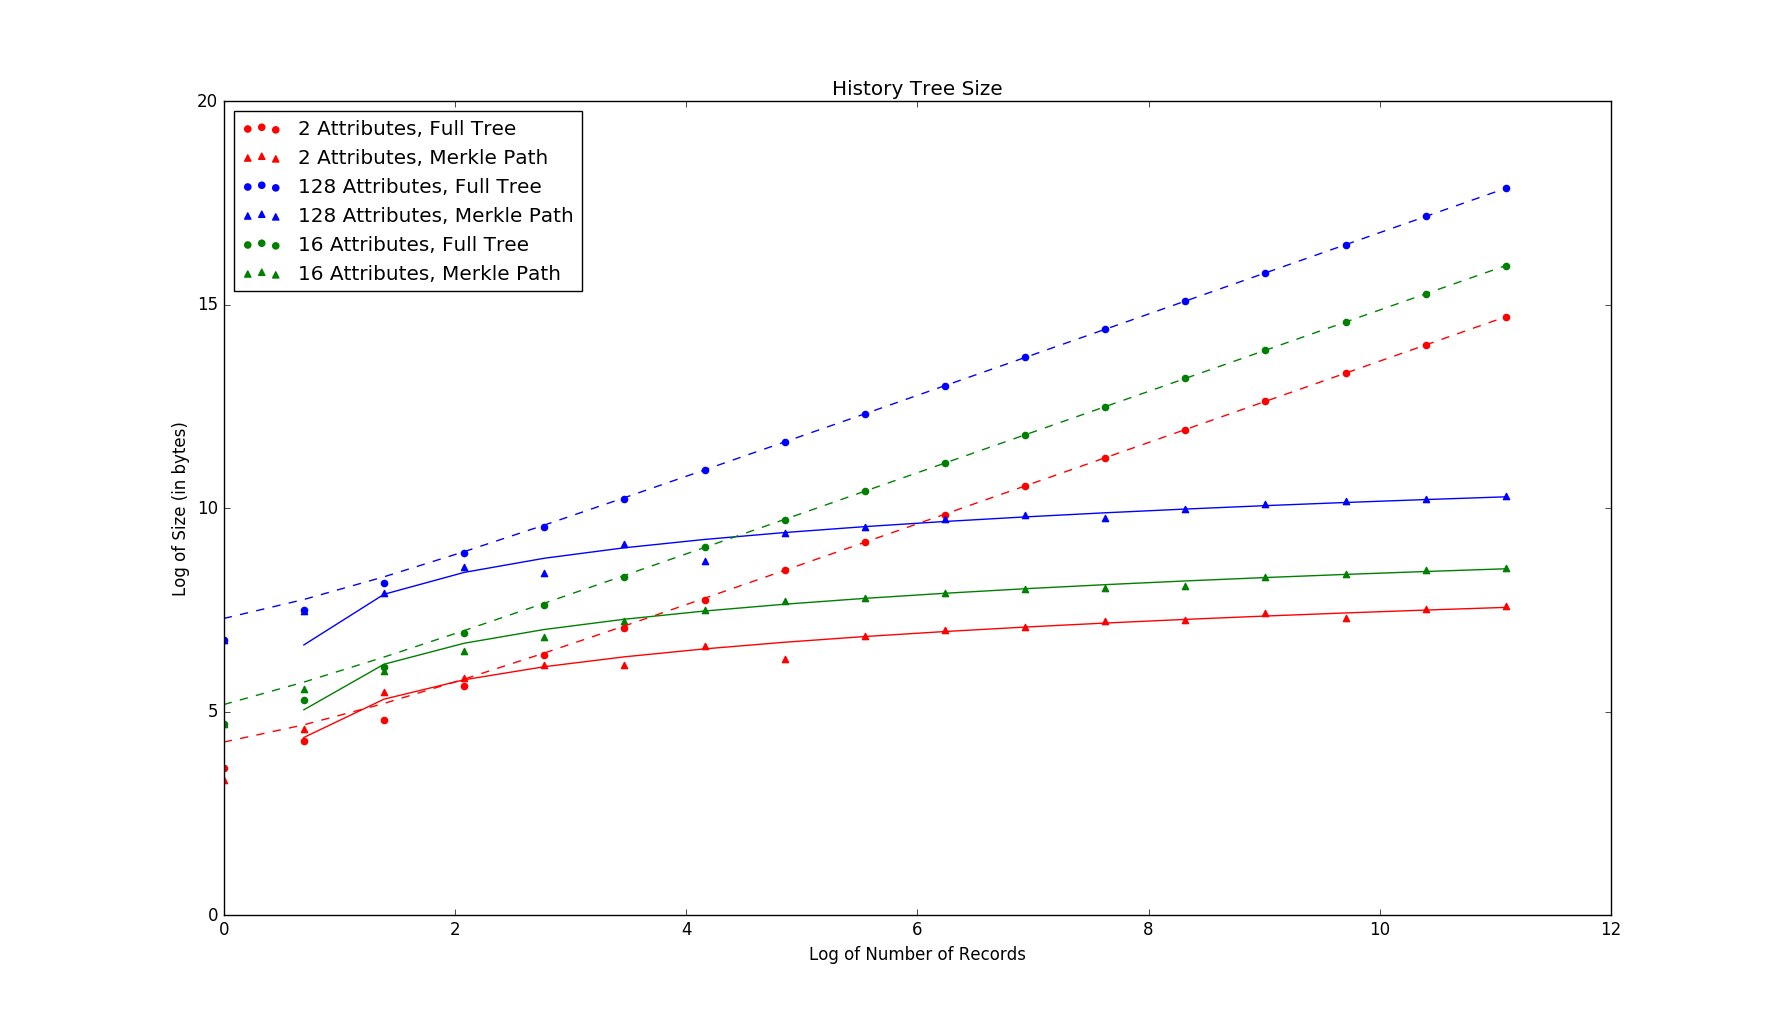 History Tree Size
20
2 Attributes, Full Tree
2 Attributes, Merkle Path
128 Attributes, Full Tree
128 Attributes, Merkle Path
16 Attributes, Full Tree
16 Attributes, Merkle Path
15
10
5
0
Log of Size (in bytes)
0 2 4 6 8 10 12
Log of Number of Records